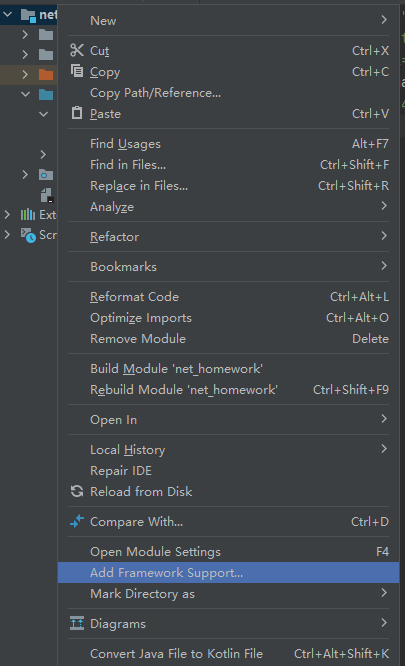 net
New
Cut Ctrl+X
Copy Ctrl+C
Copy Path/Reference...
Paste Ctrl+V
Find Usages Alt+F7
Find in Files... Ctrl+Shift+F
Replace in Files... Ctrl+Shift+R
Analyze
Refactor
Bookmarks
Reformat Code Ctrl+Alt+L
Optimize Imports Ctrl+Alt+O
Remove Module Delete
Build Module 'net_homework'
Rebuild Module 'net_homework' Ctrl+Shift+F9
Open In
Local History
Repair IDE
Reload from Disk
Compare With... Ctrl+D
Open Module Settings F4
Add Framework Support...
Mark Directory as
Diagrams
Convert Java File to Kotlin File Ctrl+Alt+Shift+K
Exte
Scr